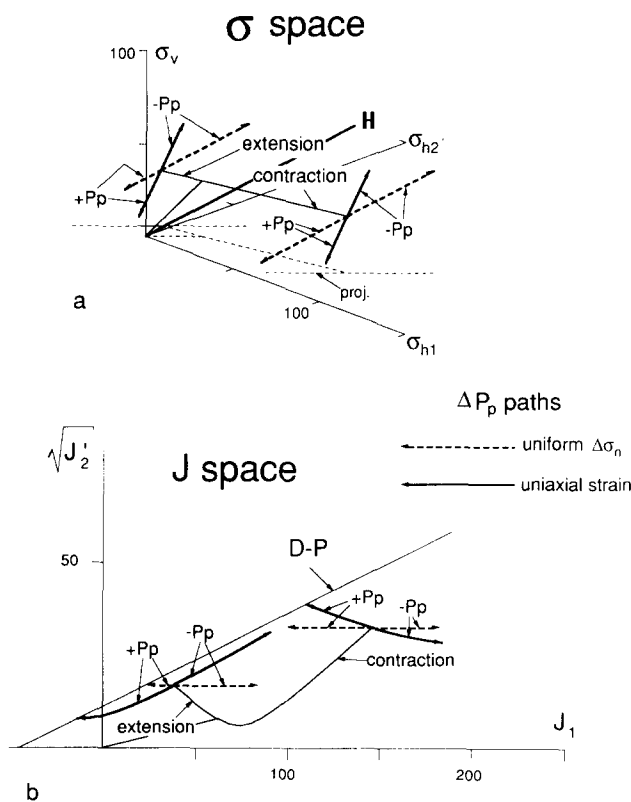 σ space
100 σv
-Pp
H
extension
σh2
contraction
+Pp
+Pp
-Pp
proj.
a
100
σh1
ΔPp paths
√J2'
J space
uniform Δσn
uniaxial strain
D-P
50
+Pp
-Pp
+Pp
-Pp
contraction
extension
J1
100
200
b